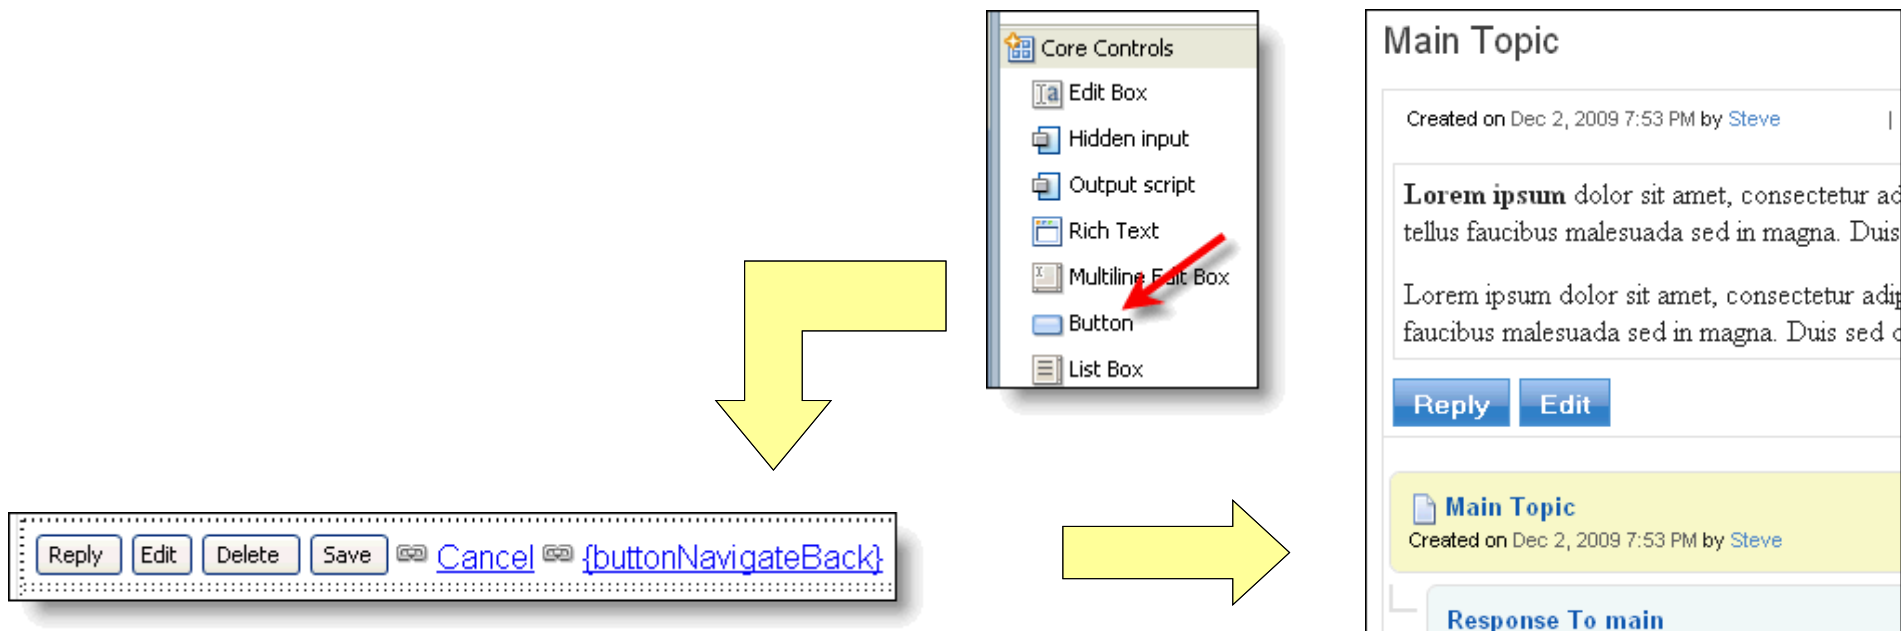 Core Controls
Edit Box
Hidden input
Output script
Rich Text
Multiline Edit Box
Button
List Box
Reply Edit Delete Save Cancel {buttonNavigateBack}
Main Topic
Created on Dec 2, 2009 7:53 PM by Steve |
Lorem ipsum dolor sit amet, consectetur ad
tellus faucibus malesuada sed in magna. Duis
Lorem ipsum dolor sit amet, consectetur adip
faucibus malesuada sed in magna. Duis sed
Reply Edit
Main Topic
Created on Dec 2, 2009 7:53 PM by Steve
Response To main